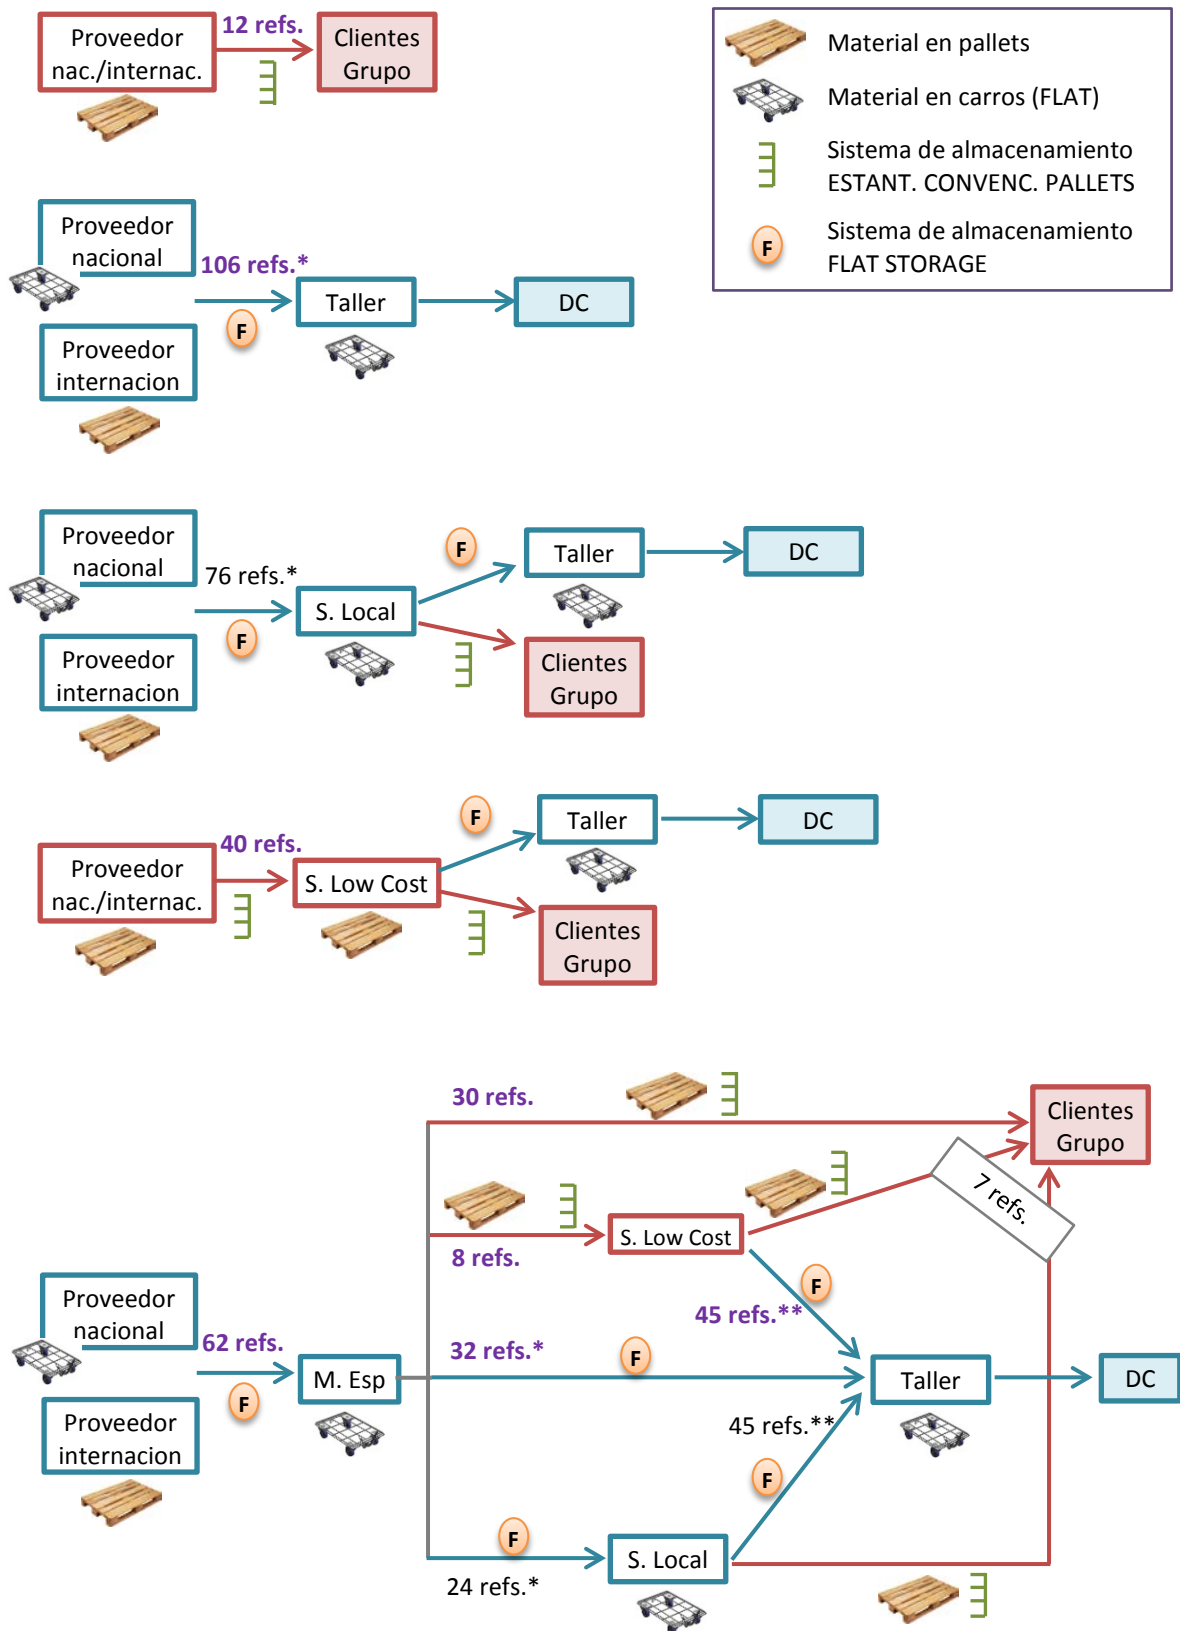 12 refs.
Proveedor
nac./internac.
Clientes
Grupo
Material en pallets
Material en carros (FLAT)
Sistema de almacenamiento
ESTANT. CONVENC. PALLETS
F
Sistema de almacenamiento
FLAT STORAGE
Proveedor
nacional
106 refs.*
F
Taller
DC
Proveedor
internacion
Proveedor
nacional
76 refs.*
F
S. Local
F
Taller
DC
Clientes
Grupo
Proveedor
internacion
40 refs.
Proveedor
nac./internac.
S. Low Cost
F
Taller
DC
Clientes
Grupo
30 refs.
Clientes
Grupo
7 refs.
8 refs.
S. Low Cost
F
45 refs.**
Proveedor
nacional
62 refs.
F
M. Esp
32 refs.*
F
Taller
DC
Proveedor
internacion
45 refs.**
F
F
S. Local
24 refs.*